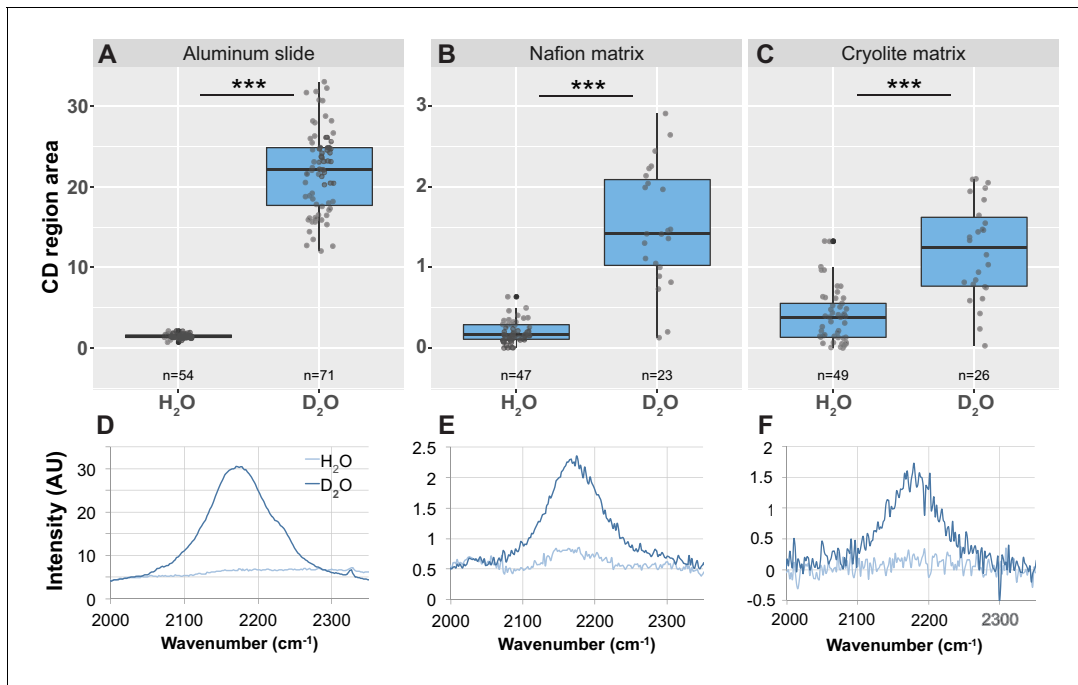 A Aluminum slide
B Nafion matrix
C Cryolite matrix
*** *** ***
CD region area
30
20
10
0
3
2
1
0
n=54 n=71 n=47 n=23 n=49 n=26
H₂O D₂O H₂O D₂O H₂O D₂O
D
Intensity (AU)
30
25
20
15
10
5
0
H₂O
D₂O
2000 2100 2200 2300
Wavenumber (cm⁻¹)
E
2.5
2
1.5
1
0.5
0
2000 2100 2200 2300
Wavenumber (cm⁻¹)
F
2
1.5
1
0.5
0
-0.5
2000 2100 2200 2300
Wavenumber (cm⁻¹)